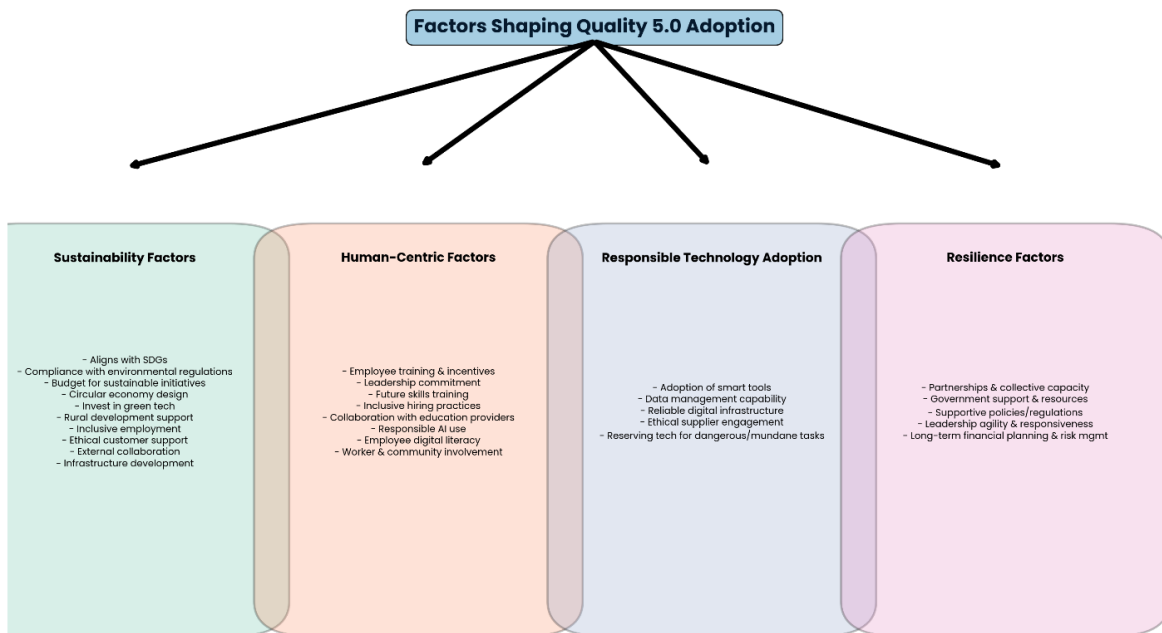 Factors Shaping Quality 5.0 Adoption
Sustainability Factors
- Aligns with SDGs
- Compliance with environmental regulations
- Budget for sustainable initiatives
- Circular economy design
- Invest in green tech
- Rural development support
- Inclusive employment
- Ethical customer support
- External collaboration
- Infrastructure development
Human-Centric Factors
- Employee training & incentives
- Leadership commitment
- Future skills training
- Inclusive hiring practices
- Collaboration with education providers
- Responsible AI use
- Employee digital literacy
- Worker & community involvement
Responsible Technology Adoption
- Adoption of smart tools
- Data management capability
- Reliable digital infrastructure
- Ethical supplier engagement
- Reserving tech for dangerous/mundane tasks
Resilience Factors
- Partnerships & collective capacity
- Government support & resources
- Supportive policies/regulations
- Leadership agility & responsiveness
- Long-term financial planning & risk mgmt